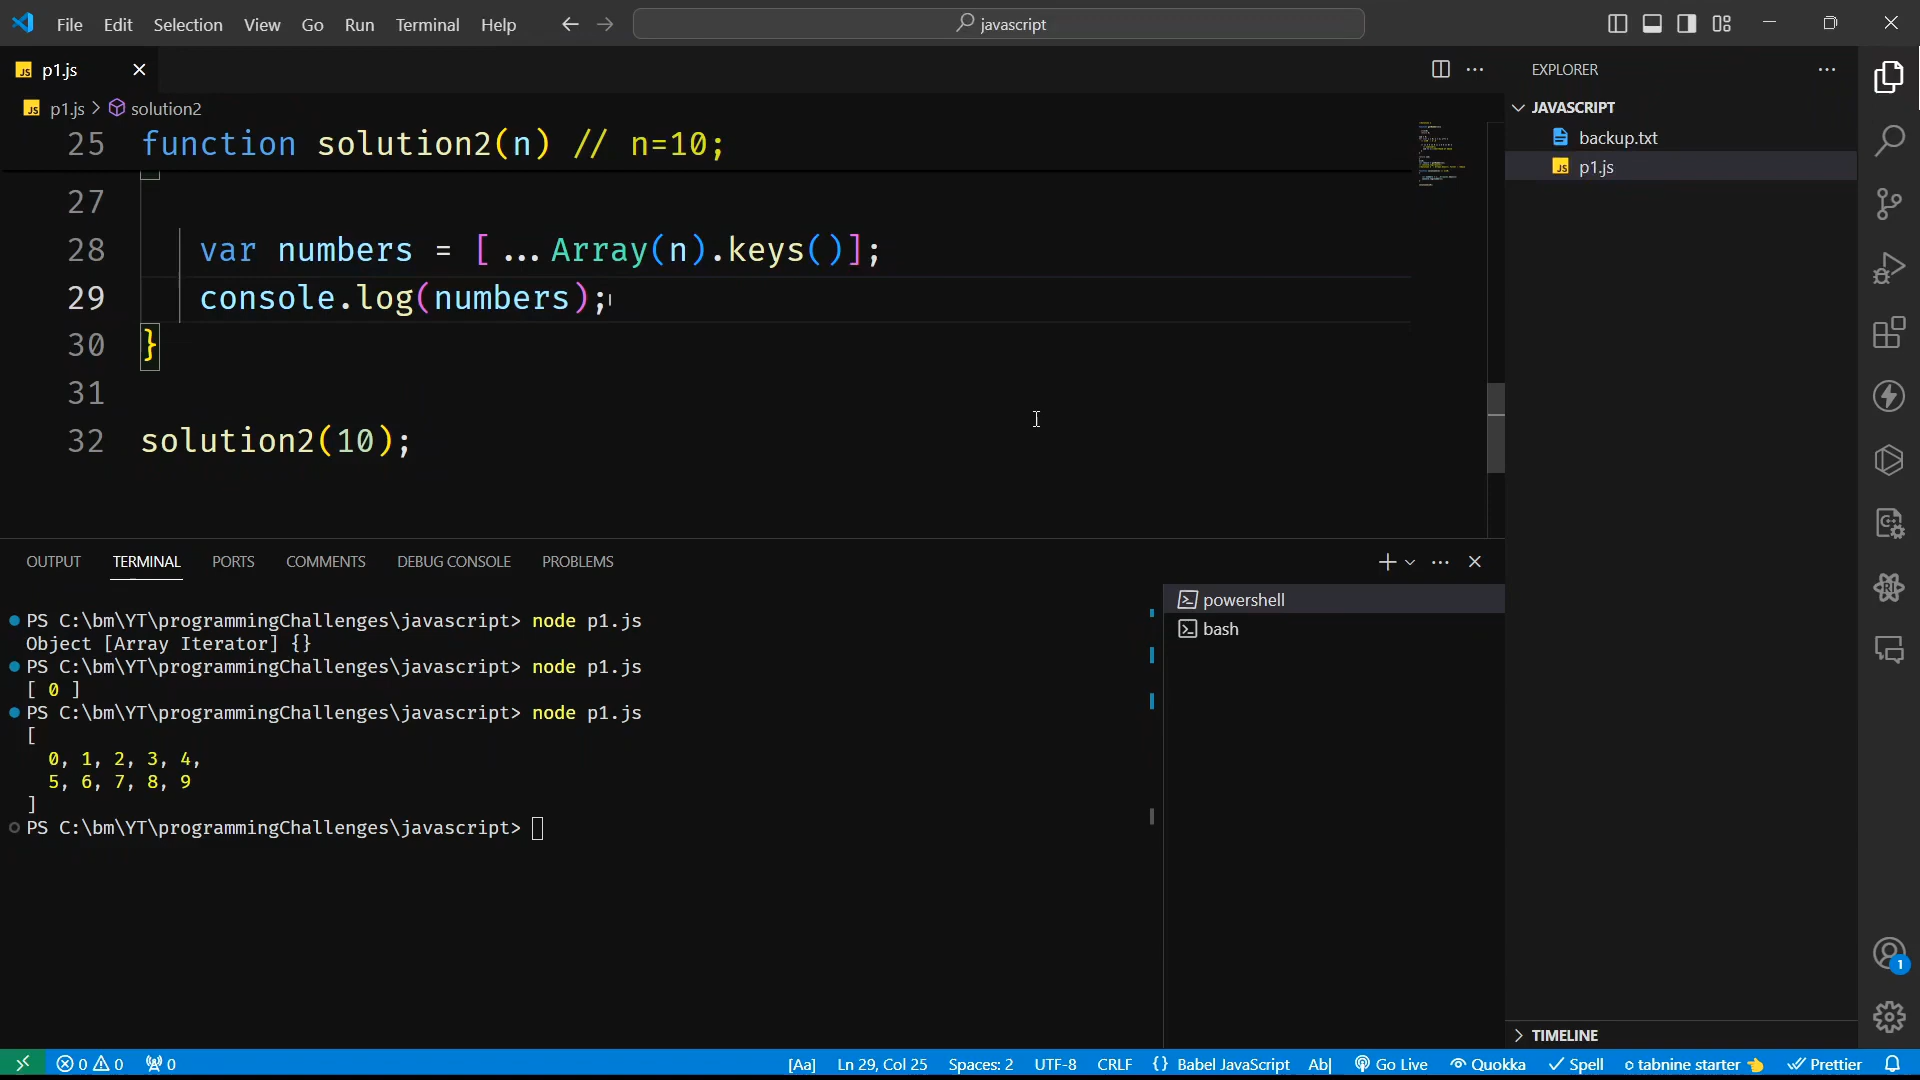 File Edit Selection View Go Run Terminal Help
javascript
JS p1.js
JS p1.js > solution2
25 function solution2(n) // n=10;
27
28 var numbers = [...Array(n).keys()];
29 console.log(numbers);
30 }
31
32 solution2(10);
EXPLORER
JAVASCRIPT
backup.txt
JS p1.js
OUTPUT TERMINAL PORTS COMMENTS DEBUG CONSOLE PROBLEMS
PS C:\bm\YT\programmingChallenges\javascript> node p1.js
Object [Array Iterator] {}
PS C:\bm\YT\programmingChallenges\javascript> node p1.js
[ 0 ]
PS C:\bm\YT\programmingChallenges\javascript> node p1.js
[
0, 1, 2, 3, 4,
5, 6, 7, 8, 9
]
PS C:\bm\YT\programmingChallenges\javascript>
powershell
bash
1
TIMELINE
0 0 0 [Aa] Ln 29, Col 25 Spaces: 2 UTF-8 CRLF {} Babel JavaScript Ab| Go Live Quokka Spell tabnine starter Prettier